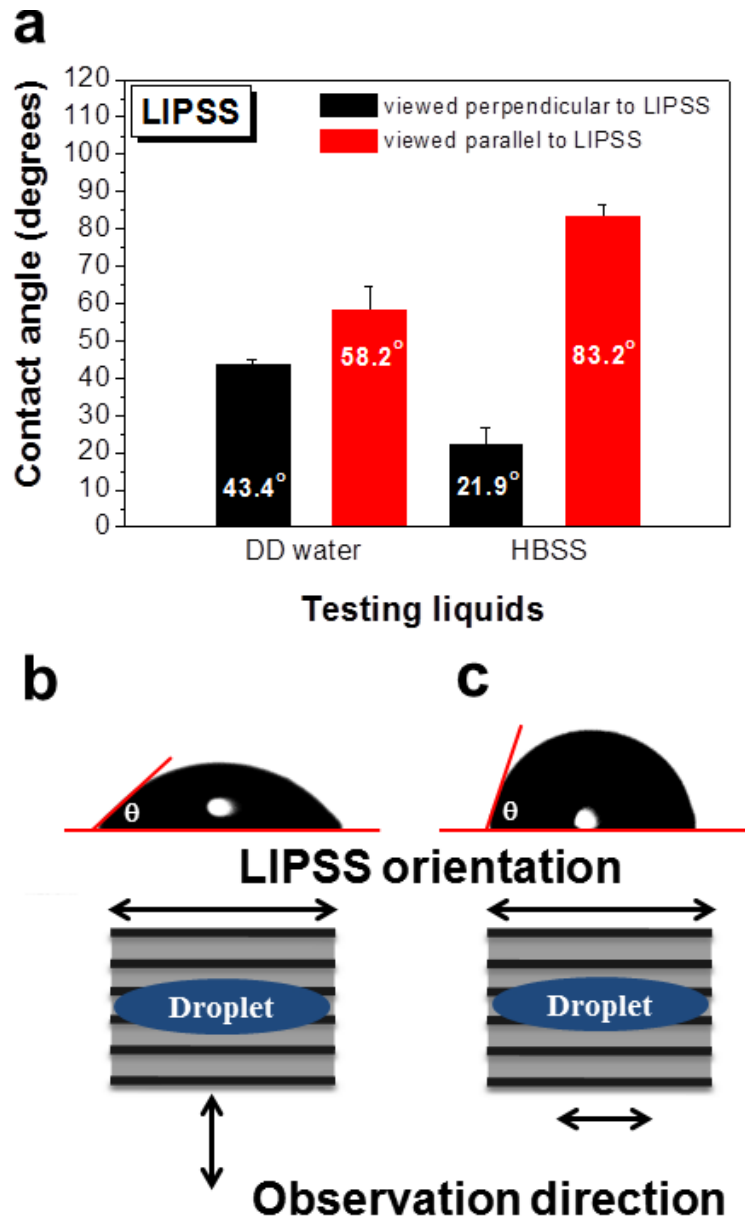 a
Contact angle (degrees)
120
110
100
90
80
70
60
50
40
30
20
10
0
LIPSS
viewed perpendicular to LIPSS
viewed parallel to LIPSS
43.4°
58.2°
21.9°
83.2°
DD water
HBSS
Testing liquids
b
c
θ
θ
LIPSS orientation
Droplet
Droplet
Observation direction